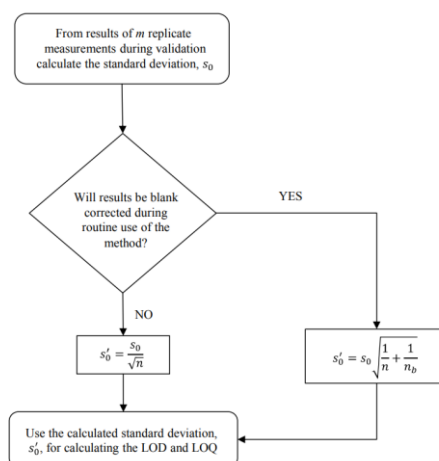 From results of m replicate
measurements during validation
calculate the standard deviation, s₀
Will results be blank
corrected during
routine use of the
method?
YES
NO
s′₀ = s₀/√n
s′₀ = s₀√(1/n + 1/n_b)
Use the calculated standard deviation,
s′₀, for calculating the LOD and LOQ